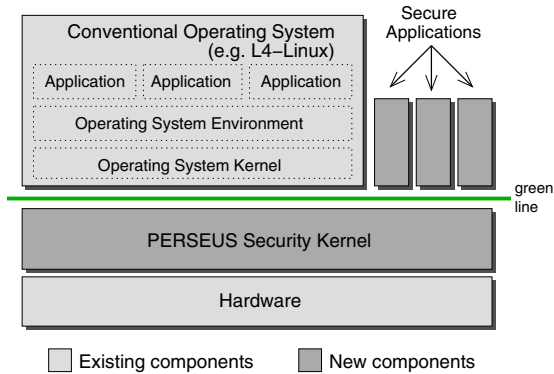 Conventional Operating System
(e.g. L4–Linux)
Application
Application
Application
Operating System Environment
Operating System Kernel
Secure
Applications
green
line
PERSEUS Security Kernel
Hardware
Existing components
New components